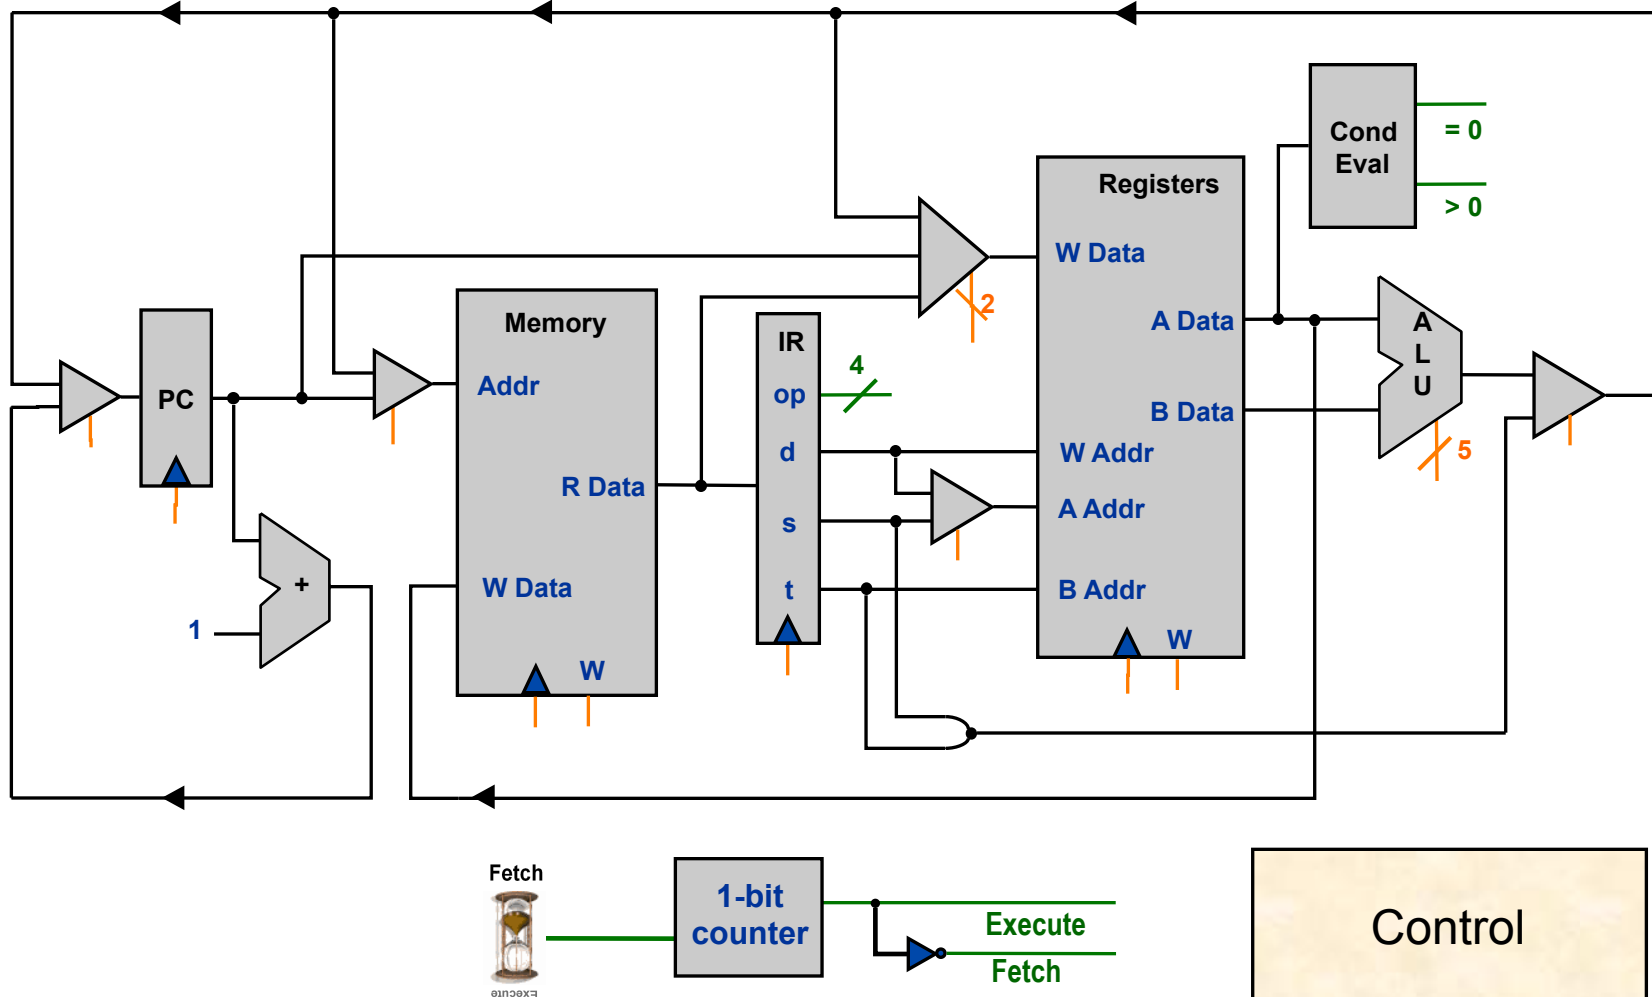 Cond
Eval
= 0
> 0
Registers
W Data
2
A Data
A
L
U
Memory
IR
4
op
Addr
PC
B Data
d
W Addr
5
R Data
A Addr
s
+
W Data
t
B Addr
1
W
W
Fetch
1-bit
counter
Execute
Fetch
Execute
Control